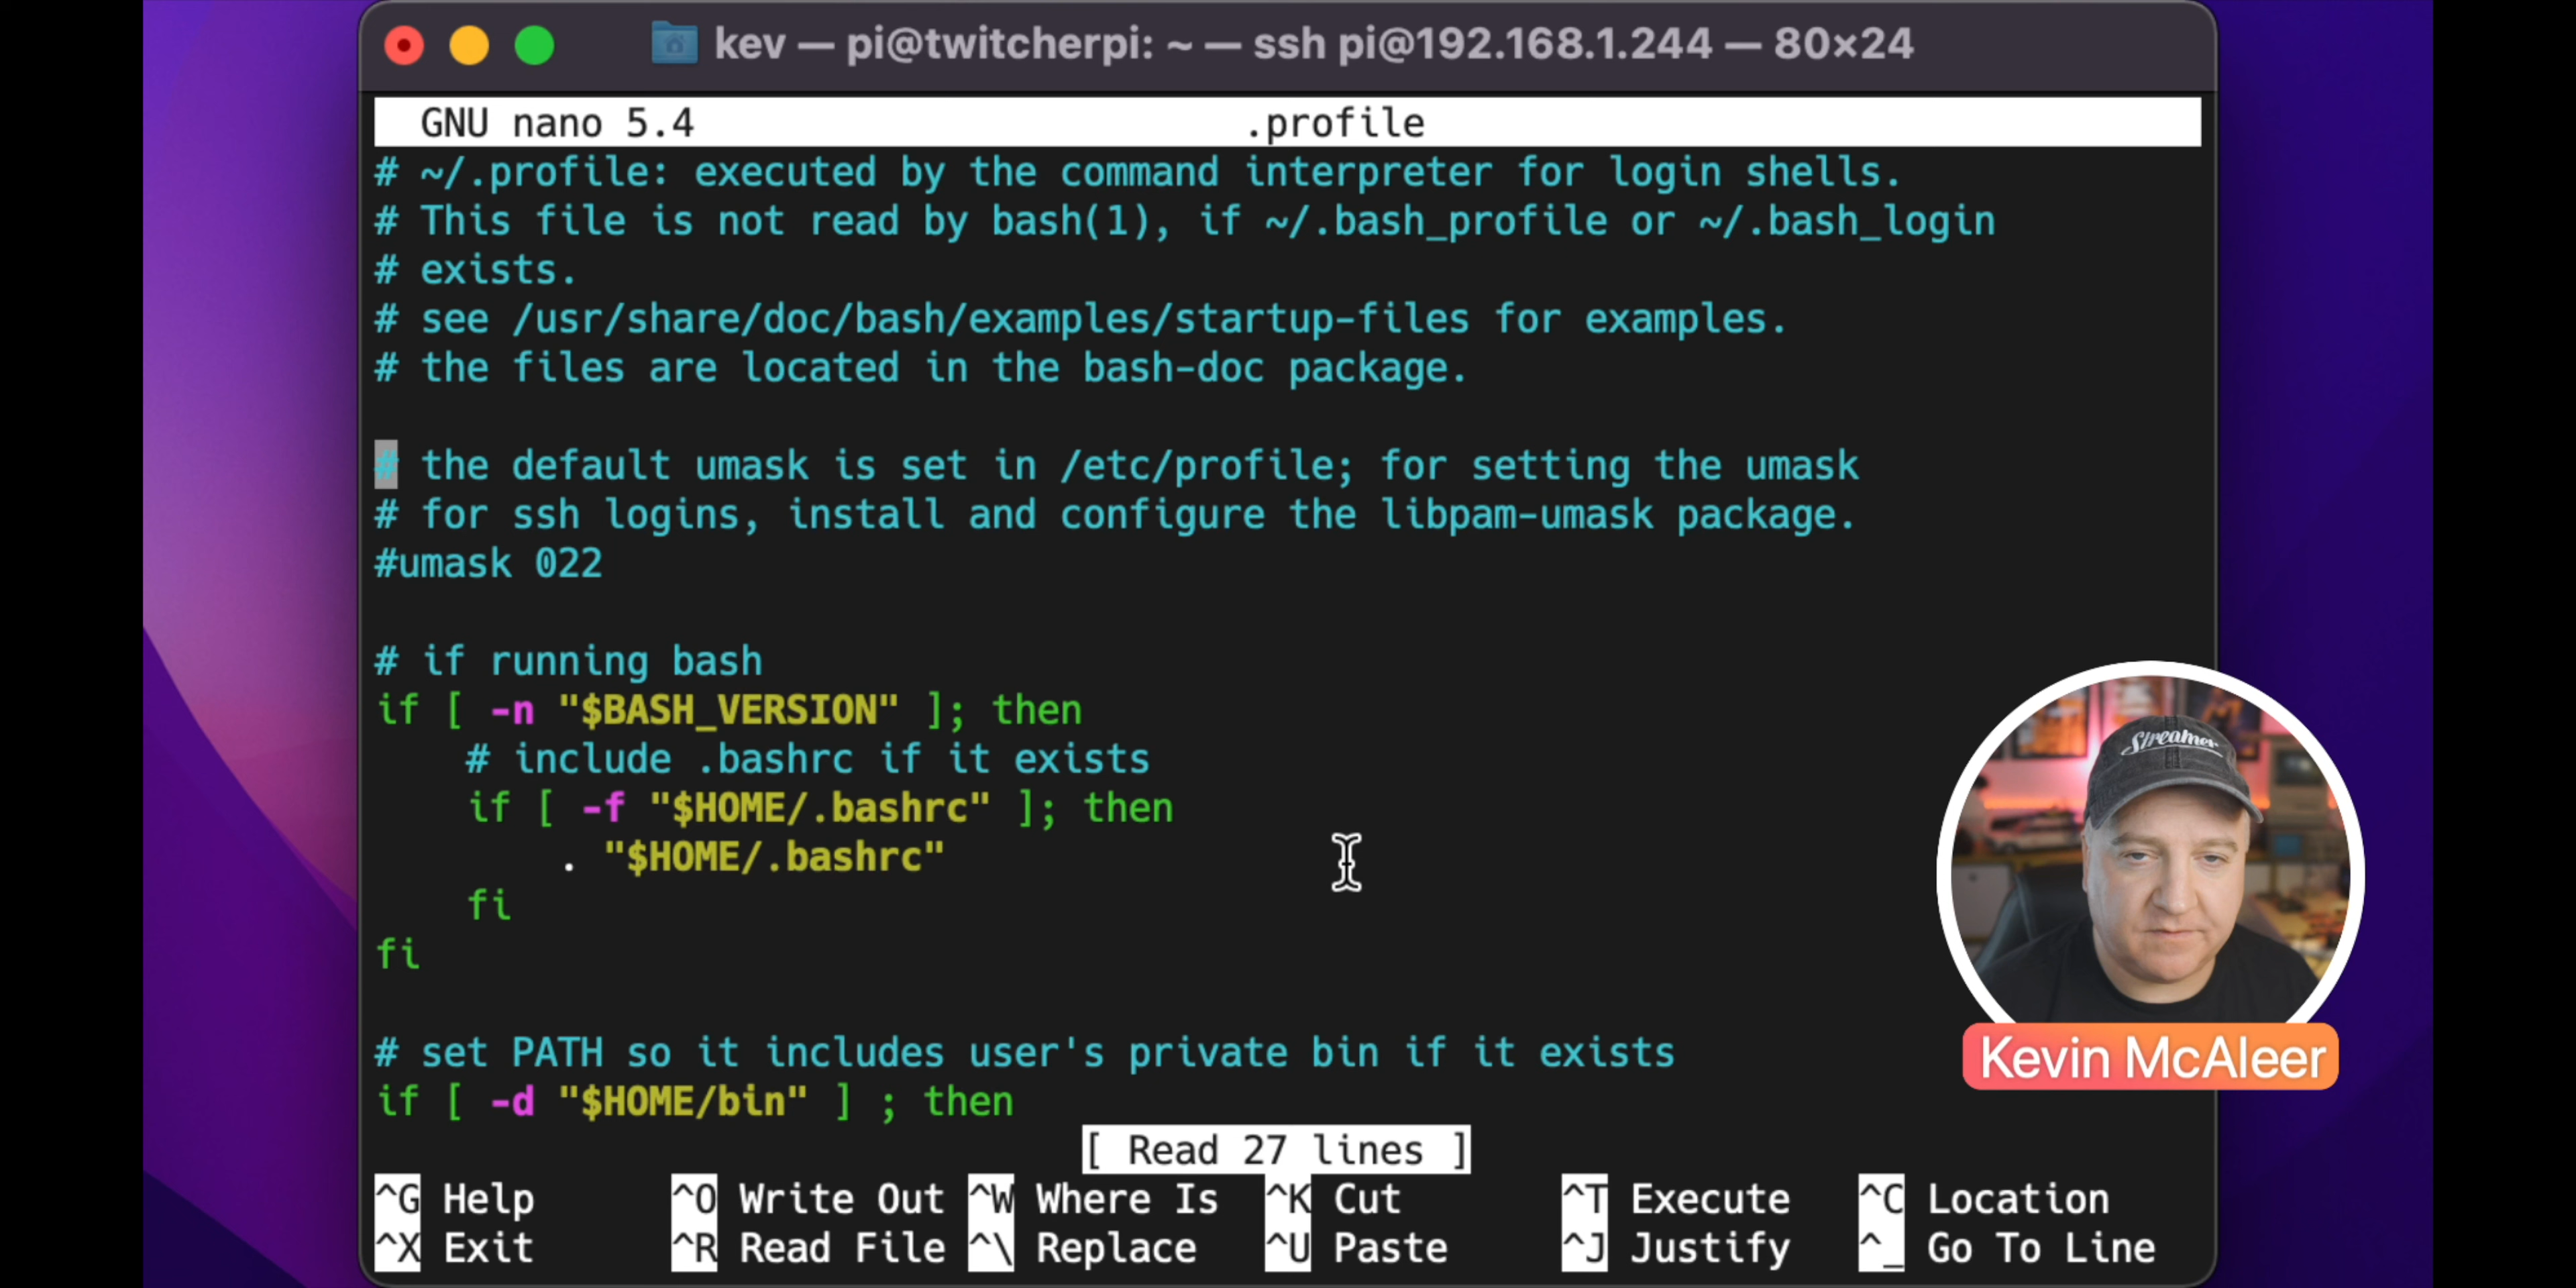 kev — pi@twitcherpi: ~ — ssh pi@192.168.1.244 — 80×24
GNU nano 5.4 .profile
# ~/.profile: executed by the command interpreter for login shells.
# This file is not read by bash(1), if ~/.bash_profile or ~/.bash_login
# exists.
# see /usr/share/doc/bash/examples/startup-files for examples.
# the files are located in the bash-doc package.
# the default umask is set in /etc/profile; for setting the umask
# for ssh logins, install and configure the libpam-umask package.
#umask 022
# if running bash
if [ -n "$BASH_VERSION" ]; then
# include .bashrc if it exists
if [ -f "$HOME/.bashrc" ]; then
. "$HOME/.bashrc"
fi
fi
Streamer
Kevin McAleer
# set PATH so it includes user's private bin if it exists
if [ -d "$HOME/bin" ] ; then
[ Read 27 lines ]
^G Help ^O Write Out ^W Where Is ^K Cut ^T Execute ^C Location
^X Exit ^R Read File ^\ Replace ^U Paste ^J Justify ^_ Go To Line